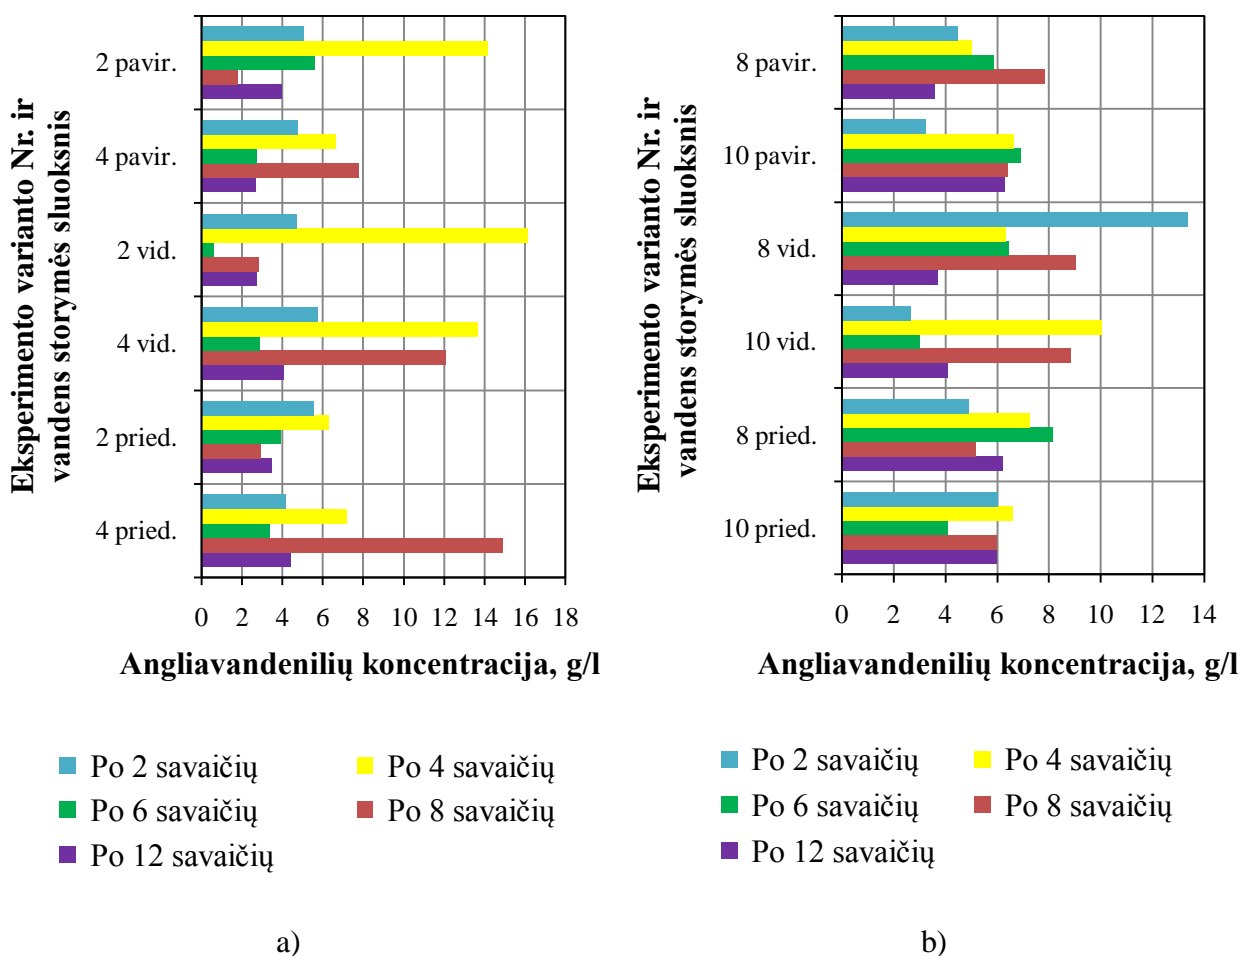 Eksperimento varianto Nr. ir
vandens storymės sluoksnis
2 pavir.
4 pavir.
2 vid.
4 vid.
2 pried.
4 pried.
0 2 4 6 8 10 12 14 16 18
Angliavandenilių koncentracija, g/l
Po 2 savaičių
Po 4 savaičių
Po 6 savaičių
Po 8 savaičių
Po 12 savaičių
a)
Eksperimento varianto Nr. ir
vandens storymės sluoksnis
8 pavir.
10 pavir.
8 vid.
10 vid.
8 pried.
10 pried.
0 2 4 6 8 10 12 14
Angliavandenilių koncentracija, g/l
Po 2 savaičių
Po 4 savaičių
Po 6 savaičių
Po 8 savaičių
Po 12 savaičių
b)